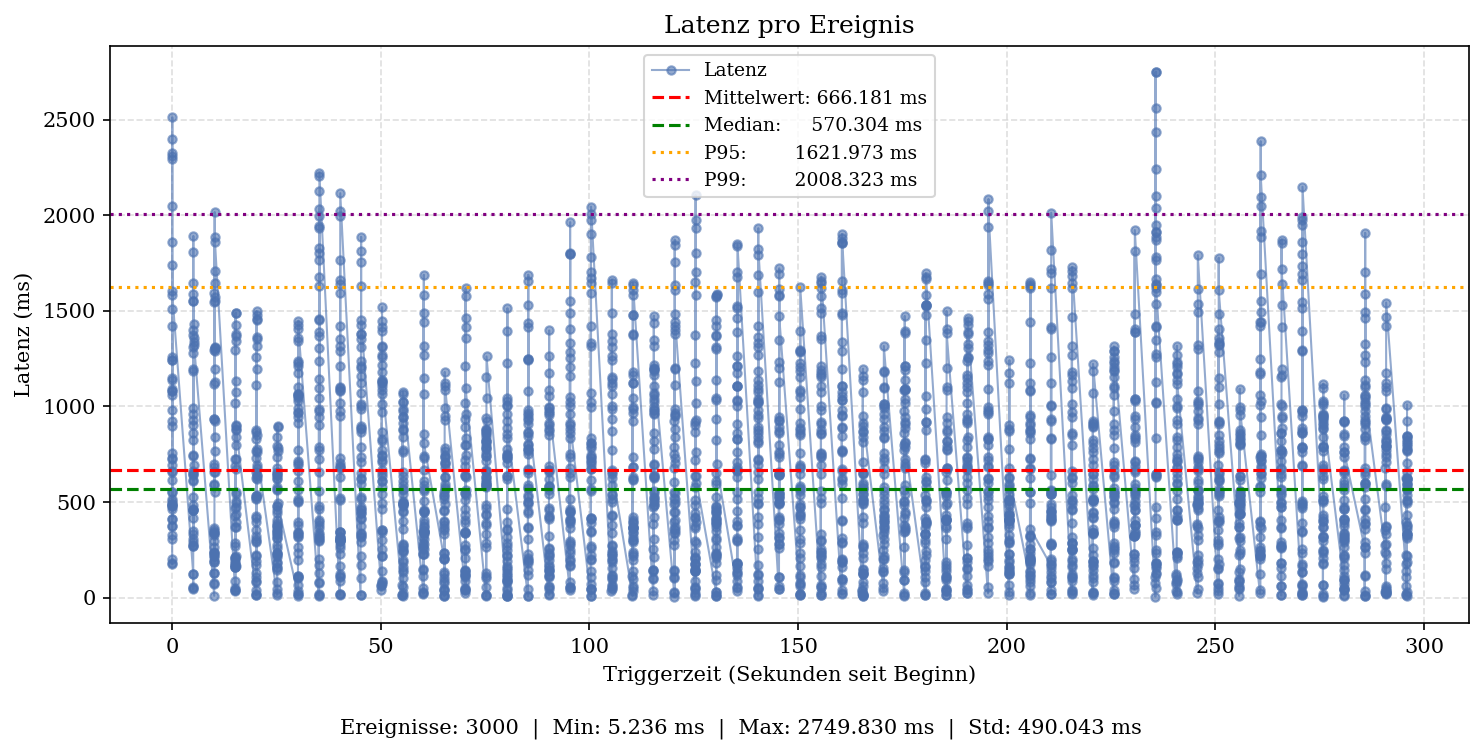 Latenz pro Ereignis
Latenz
Mittelwert: 666.181 ms
Median: 570.304 ms
P95: 1621.973 ms
P99: 2008.323 ms
Latenz (ms)
2500
2000
1500
1000
500
0
0 50 100 150 200 250 300
Triggerzeit (Sekunden seit Beginn)
Ereignisse: 3000 | Min: 5.236 ms | Max: 2749.830 ms | Std: 490.043 ms